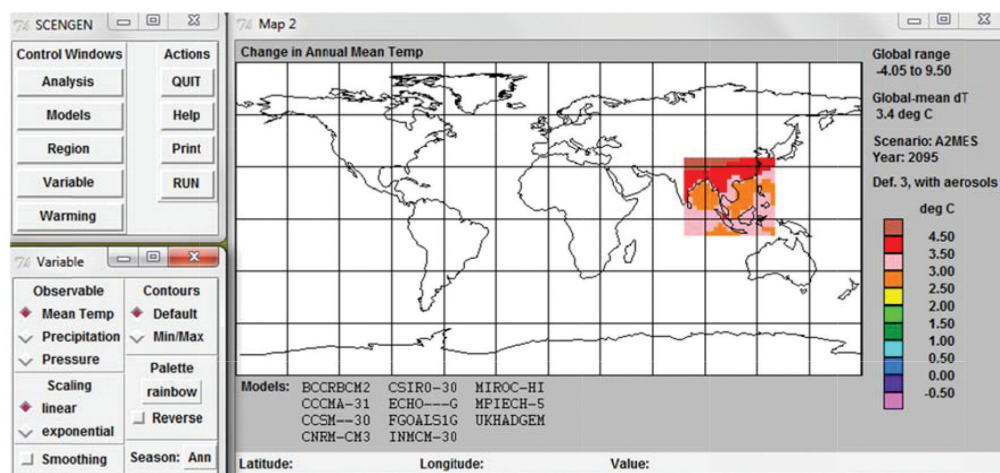 SCENGEN
Control Windows Actions
Analysis QUIT
Models Help
Region Print
Variable RUN
Warming
Variable
Observable Contours
Mean Temp Default
Precipitation Min/Max
Pressure Palette
Scaling rainbow
linear Reverse
exponential
Smoothing Season: Ann
Map 2
Change in Annual Mean Temp
Global range
-4.05 to 9.50
Global-mean dT
3.4 deg C
Scenario: A2MES
Year: 2095
Def. 3, with aerosols
deg C
4.50
3.50
3.00
2.50
2.00
1.50
1.00
0.50
0.00
-0.50
Models: BCCRBCM2 CSIRO-30 MIROC-HI
CCCMA-31 ECHO---G MPIECH-5
CCSM--30 FGOALS1G UKHADGEM
CNRM-CM3 INMCM-30
Latitude: Longitude: Value: